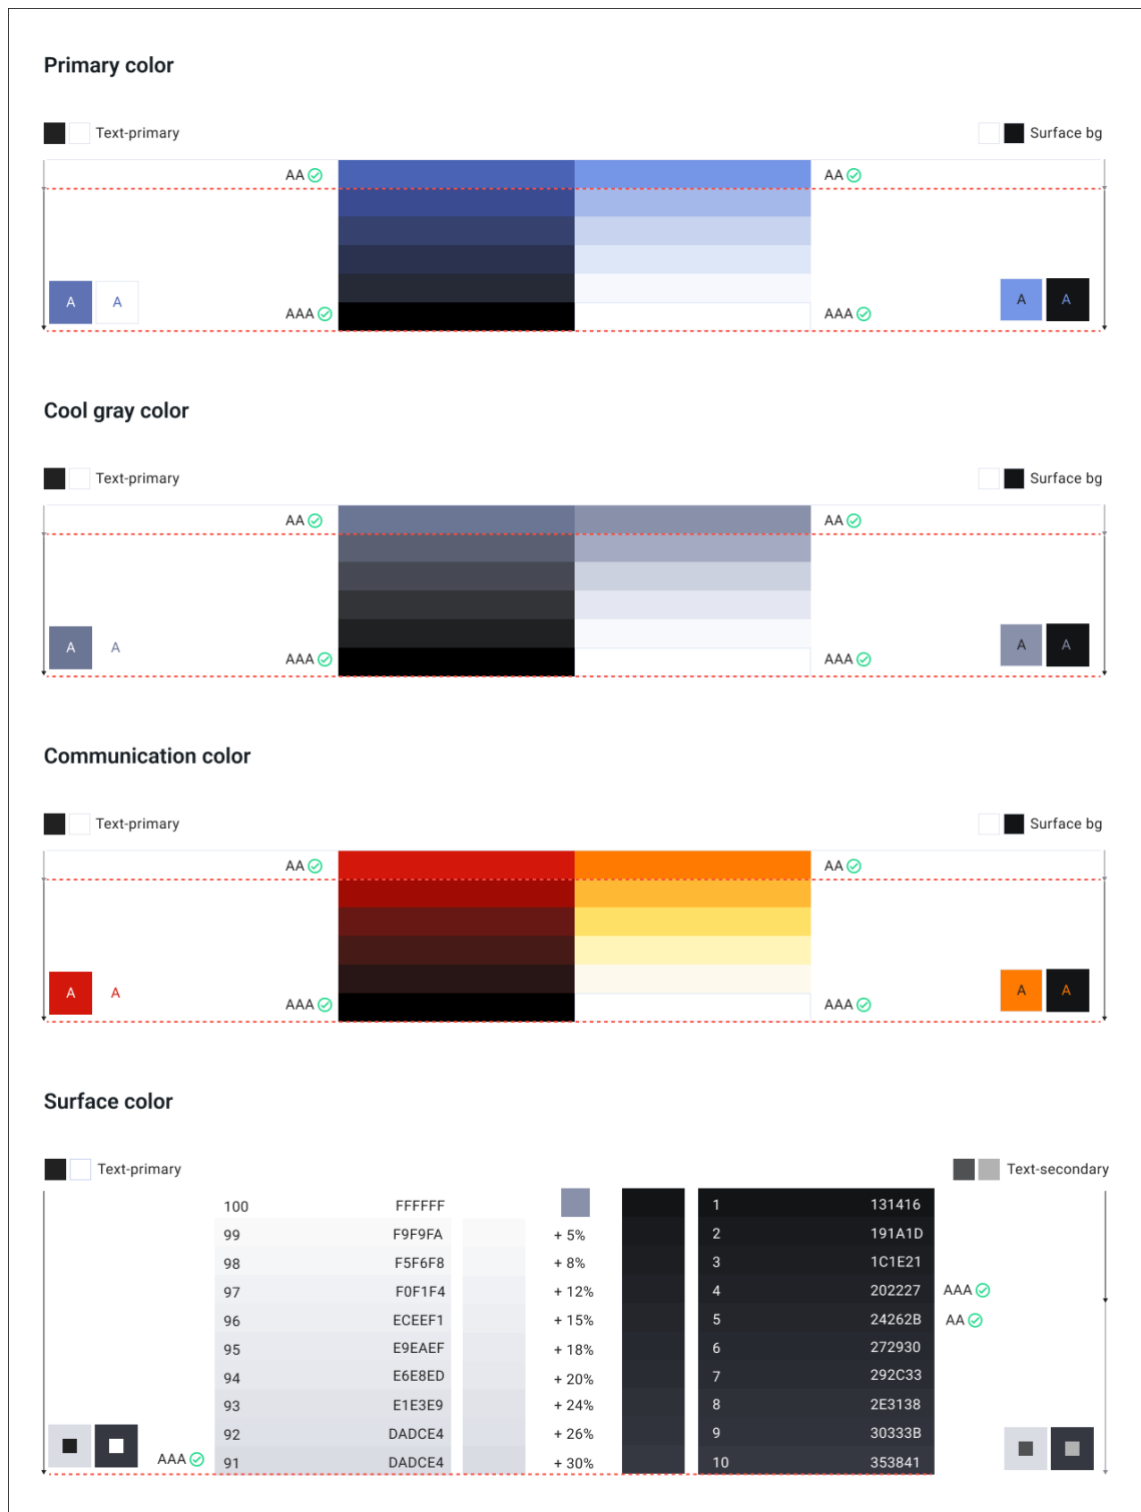 Primary color
Text-primary Surface bg
AA AA
A A A A
AAA AAA
Cool gray color
Text-primary Surface bg
AA AA
A A A A
AAA AAA
Communication color
Text-primary Surface bg
AA AA
A A A A
AAA AAA
Surface color
Text-primary Text-secondary
100 FFFFFF 1 131416
99 F9F9FA + 5% 2 191A1D
98 F5F6F8 + 8% 3 1C1E21
97 F0F1F4 + 12% 4 202227 AAA
96 ECEEF1 + 15% 5 24262B AA
95 E9EAEF + 18% 6 272930
94 E6E8ED + 20% 7 292C33
93 E1E3E9 + 24% 8 2E3138
92 DADCE4 + 26% 9 30333B
AAA 91 DADCE4 + 30% 10 353841